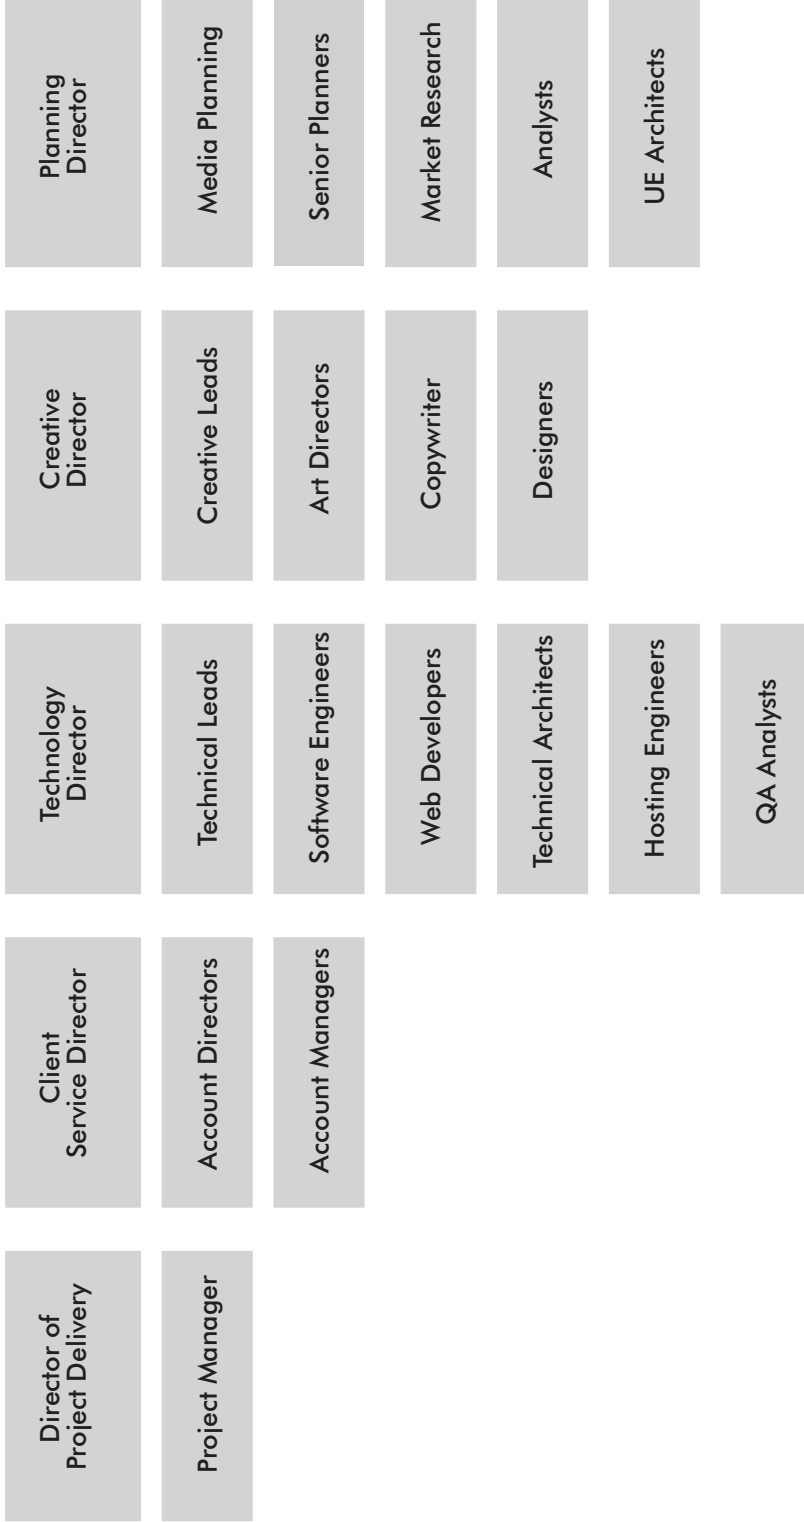 Director of
Project Delivery
Project Manager
Client
Service Director
Account Directors
Account Managers
Technology
Director
Technical Leads
Software Engineers
Web Developers
Technical Architects
Hosting Engineers
QA Analysts
Creative
Director
Creative Leads
Art Directors
Copywriter
Designers
Planning
Director
Media Planning
Senior Planners
Market Research
Analysts
UE Architects